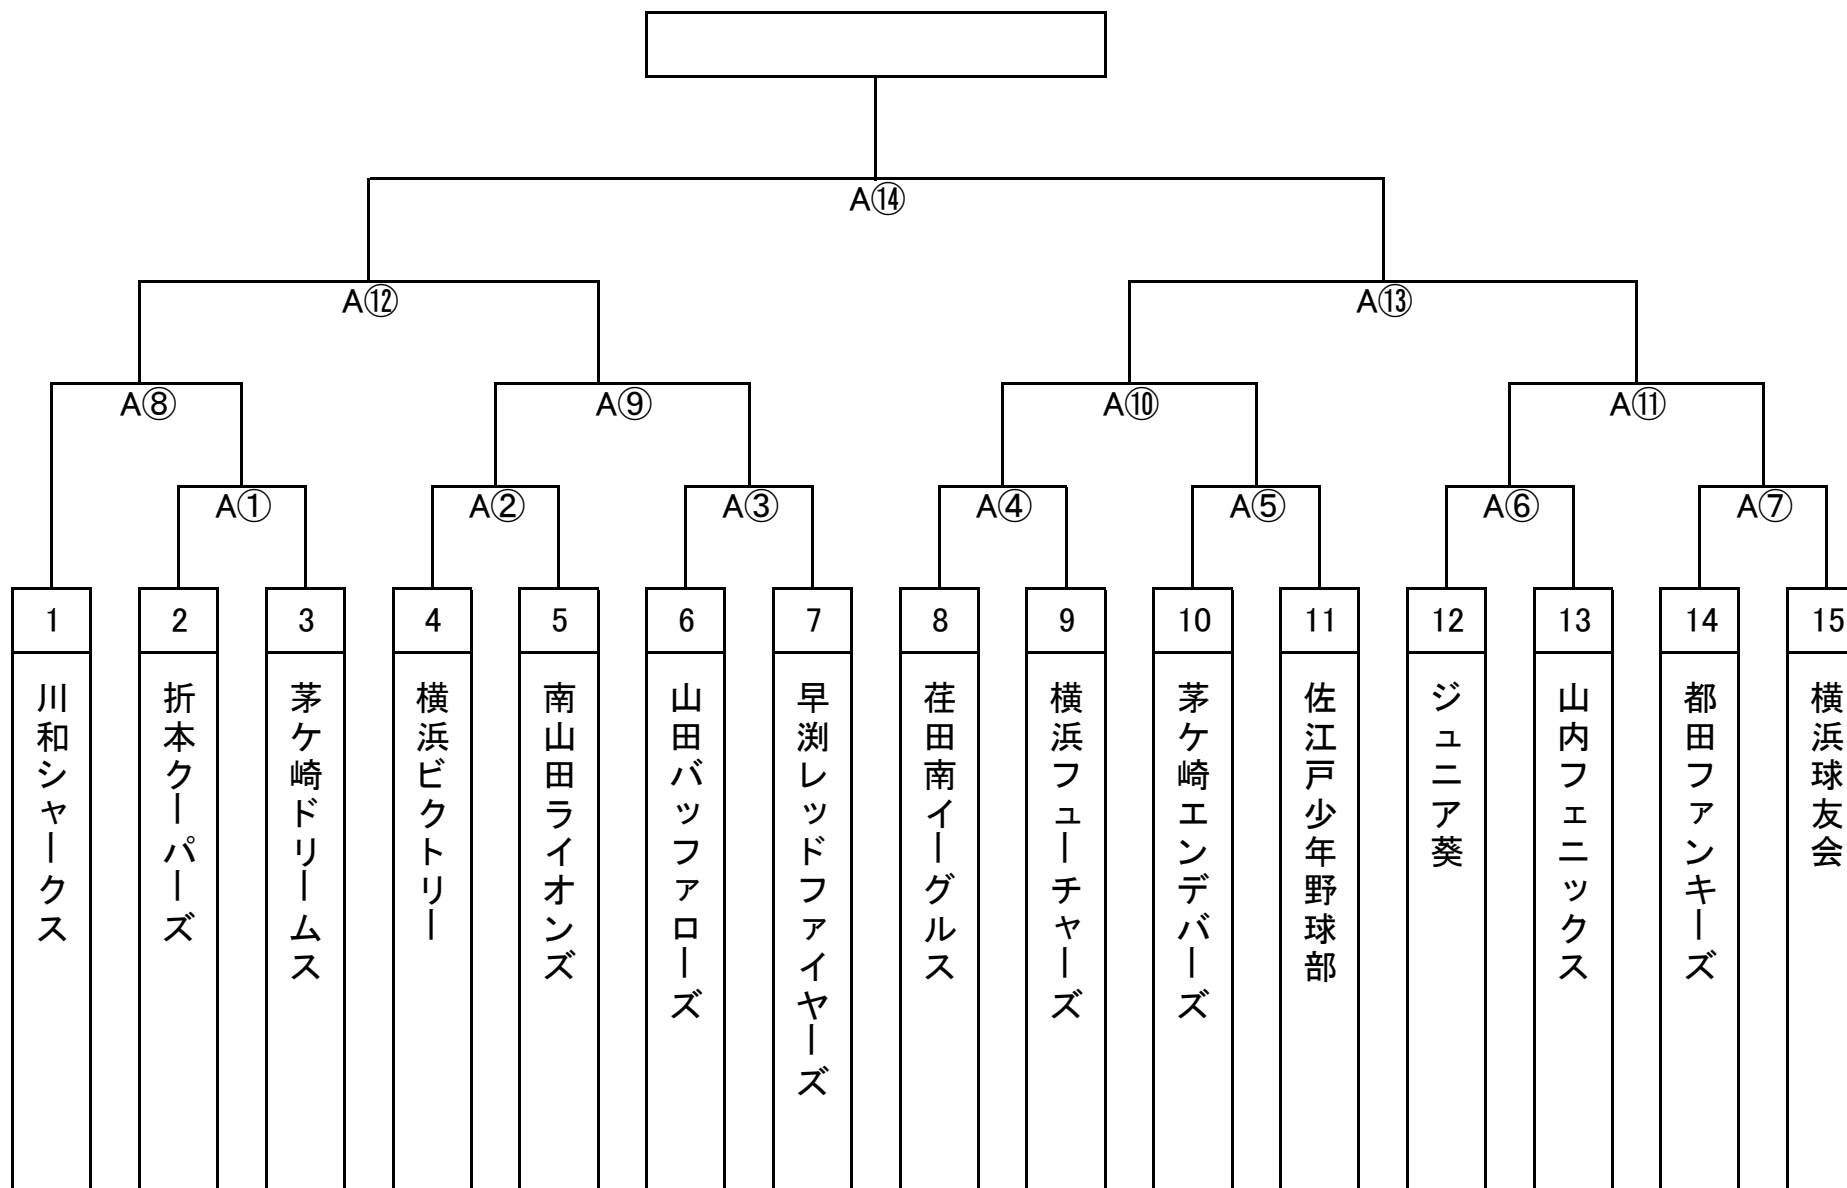 A⑭
A⑫
A⑬
A⑧
A⑨
A⑩
A⑪
A①
A②
A③
A④
A⑤
A⑥
A⑦
1
2
3
4
5
6
7
8
9
10
11
12
13
14
15
川和シャークス
折本クーパーズ
茅ケ崎ドリームス
横浜ビクトリー
南山田ライオンズ
山田バッファローズ
早渕レッドファイヤーズ
荏田南イーグルス
横浜フューチャーズ
茅ケ崎エンデバーズ
佐江戸少年野球部
ジュニア葵
山内フェニックス
都田ファンキーズ
横浜球友会